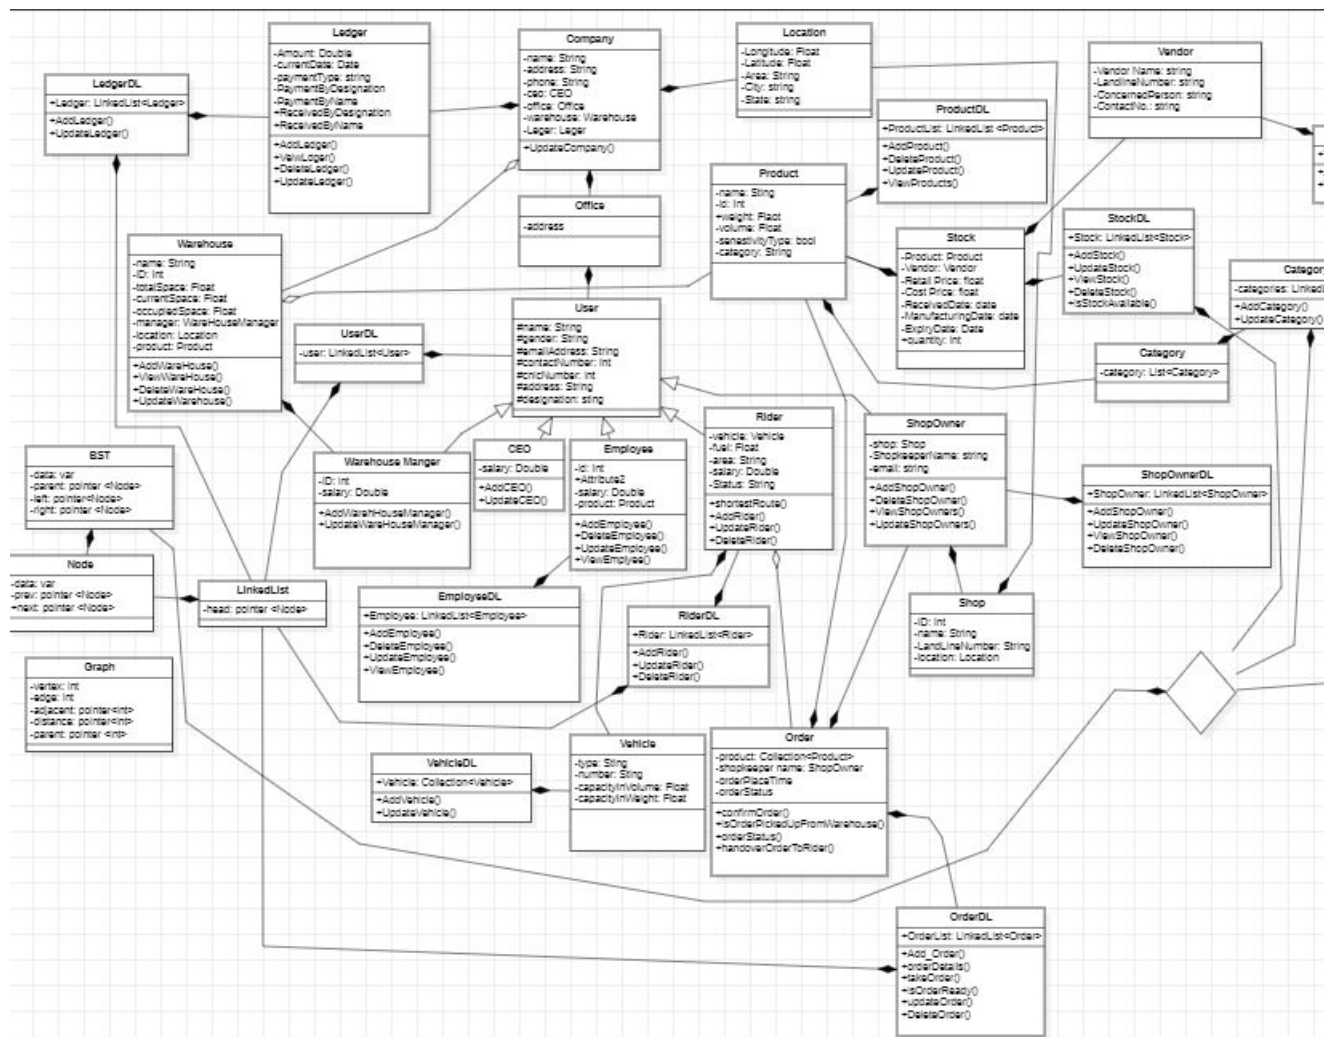 LedgerDL
+Ledger: LinkedList<Ledger>
+AddLedger()
+UpdateLedger()
Ledger
-Amount: Double
-currentDate: Date
-paymentType: string
-PaymentByDesignation
-PaymentByName
+ReceivedByDesignation
+ReceivedByName
+AddLedger()
+VeiwLdger()
+DeleteLedger()
+UpdateLedger()
Company
-name: String
-address: String
-phone: String
-ceo: CEO
-office: Office
-warehouse: Warehouse
-Leger: Leger
+UpdateCompany()
Location
-Longitude: Float
-Latitude: Float
-Area: String
-City: string
-State: string
Vendor
-Vendor Name: string
-LandlineNumber: string
-ConcernedPerson: string
-ContactNo.: string
ProductDL
+ProductList: LinkedList <Product>
+AddProduct()
+DeleteProduct()
+UpdateProduct()
+ViewProducts()
Product
-name: Sting
-id: Int
+weight: Flaot
-volume: Float
-senestivityType: bool
-category: String
Office
-address
Warehouse
-name: String
-ID: Int
-totalSpace: Float
-currentSpace: Float
-occupiedSpace: Float
-manager: WareHouseManager
-location: Location
-product: Product
+AddWareHouse()
+ViewWareHouse()
+DeleteWareHouse()
+UpdateWarehouse()
Stock
-Product: Product
-Vendor: Vendor
-Retail Price: float
-Cost Price: float
-ReceivedDate: date
-ManufacturingDate: date
-ExpiryDate: Date
+quantity: Int
StockDL
+Stock: LinkedList<Stock>
+AddStock()
+UpdateStock()
+ViewStock()
+DeleteStock()
+isStockAvailable()
-categories: Linked
+AddCategory()
+UpdateCategory()
Category
-category: List<Category>
UserDL
-user: LinkedList<User>
User
#name: String
#gender: String
#emailAddress: String
#contactNumber: Int
#cnicNumber: Int
#address: String
#designation: sting
BST
-data: var
-parent: pointer <Node>
-left: pointer<Node>
-right: pointer <Node>
Warehouse Manger
-ID: Int
-salary: Double
+AddWarehHouseManager()
+UpdateWareHouseManager()
CEO
-salary: Double
+AddCEO()
+UpdateCEO()
Employee
-id: Int
+Attribute2
-salary: Double
-product: Product
+AddEmployee()
+DeleteEmployee()
+UpdateEmployee()
+ViewEmplyee()
Rider
-vehicle: Vehicle
-fuel: Float
-area: String
-salary: Double
-Status: String
+shortestRoute()
+AddRider()
+UpdateRider()
+DeleteRider()
ShopOwner
-shop: Shop
-ShopkeeperName: string
-email: string
+AddShopOwner()
+DeleteShopOwner()
+ViewShopOwners()
+UpdateShopOwners()
ShopOwnerDL
+ShopOwner: LinkedList<ShopOwner>
+AddShopOwner()
+UpdateShopOwner()
+ViewShopOwner()
+DeleteShopOwner()
Node
-data: var
-prev: pointer <Node>
+next: pointer <Node>
LinkedList
-head: pointer <Node>
EmployeeDL
+Employee: LinkedList<Employee>
+AddEmployee()
+DeleteEmployee()
+UpdateEmployee()
+ViewEmployee()
RiderDL
+Rider: LinkedList<Rider>
+AddRider()
+UpdateRider()
+DeleteRider()
Shop
-ID: Int
-name: String
-LandLineNumber: String
-location: Location
Graph
-vertex: Int
-edge: Int
-adjacent: pointer<Int>
-distance: pointer<Int>
-parent: pointer <Int>
VehicleDL
+Vehicle: Collection<Vehicle>
+AddVehicle()
+UpdateVehicle()
Vehicle
-type: String
-number: String
-capacityInVolume: Float
-capacityInWeight: Float
Order
-product: Collection<Product>
-shopkeeper name: ShopOwner
-orderPlaceTime
-orderStatus
+confirmOrder()
+isOrderPickedUpFromWarehouse()
+orderStatus()
+handoverOrderToRider()
OrderDL
+OrderList: LinkedList<Order>
+Add_Order()
+orderDetails()
+takeOrder()
+isOrderReady()
+updateOrder()
+DeleteOrder()